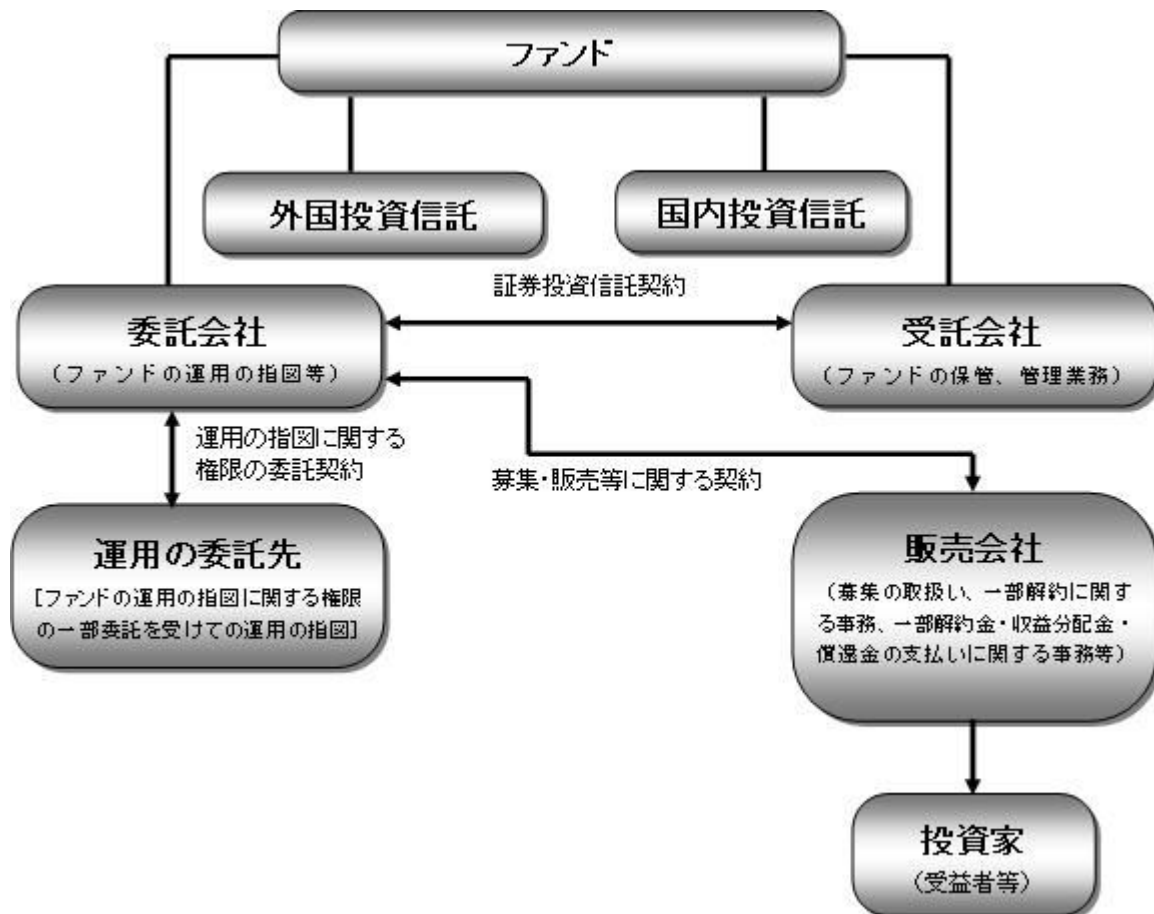 ファンド
外国投資信託
国内投資信託
証券投資信託契約
委託会社
(ファンドの運用の指図等)
受託会社
(ファンドの保管、管理業務)
運用の指図に関する
権限の委託契約
募集・販売等に関する契約
運用の委託先
[ファンドの運用の指図に関する権限
の一部委託を受けての運用の指図]
販売会社
(募集の取扱い、一部解約に関す
る事務、一部解約金・収益分配金・
償還金の支払いに関する事務等)
投資家
(受益者等)